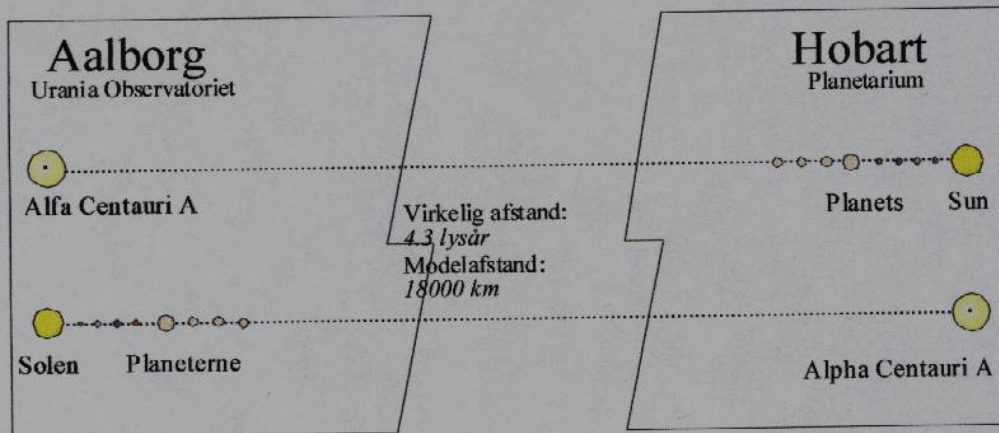 Aalborg
Urania Observatoriet
Hobart
Planetarium
Alfa Centauri A
Planets
Sun
Virkelig afstand:
4.3 lysår
Modelafstand:
18000 km
Solen
Planeterne
Alpha Centauri A